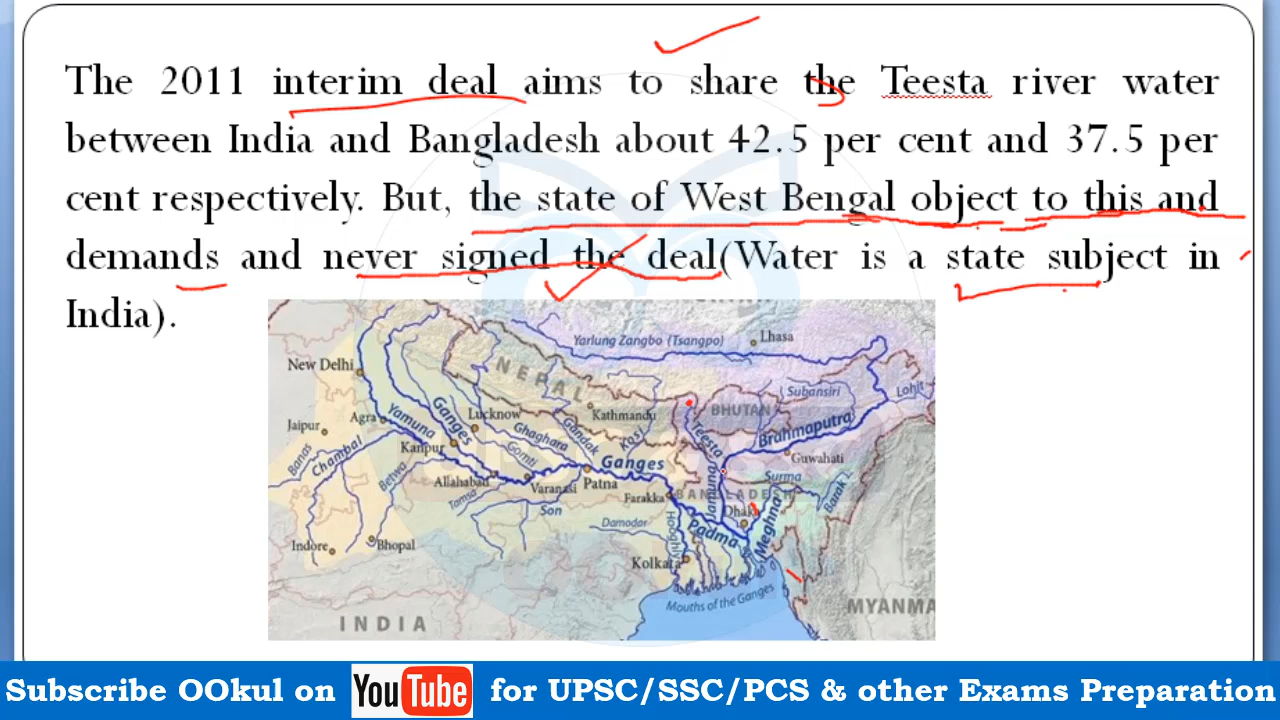 The 2011 interim deal aims to share the Teesta river water
between India and Bangladesh about 42.5 per cent and 37.5 per
cent respectively. But, the state of West Bengal object to this and
demands and never signed the deal(Water is a state subject in
India).
Yarlung Zangbo (Tsangpo)
Lhasa
New Delhi
NEPAL
Subansiri
Lohit
Kathmandu
BHUTAN
Agra
Yamuna
Ganges
Lucknow
Jaipur
Ghaghara
Gandak
Kosi
Teesta
Brahmaputra
Banas
Chambal
Kanpur
Gomti
Ganges
Guwahati
Betwa
Allahabad
Varanasi
Patna
Surma
Tamsa
Farakka
BANGLADESH
Jamuna
Barak
Son
Dhaka
Damodar
Padma
Meghna
Hooghly
Indore
Bhopal
Kolkata
Mouths of the Ganges
INDIA
MYANMA
Subscribe OOkul on YouTube for UPSC/SSC/PCS & other Exams Preparation